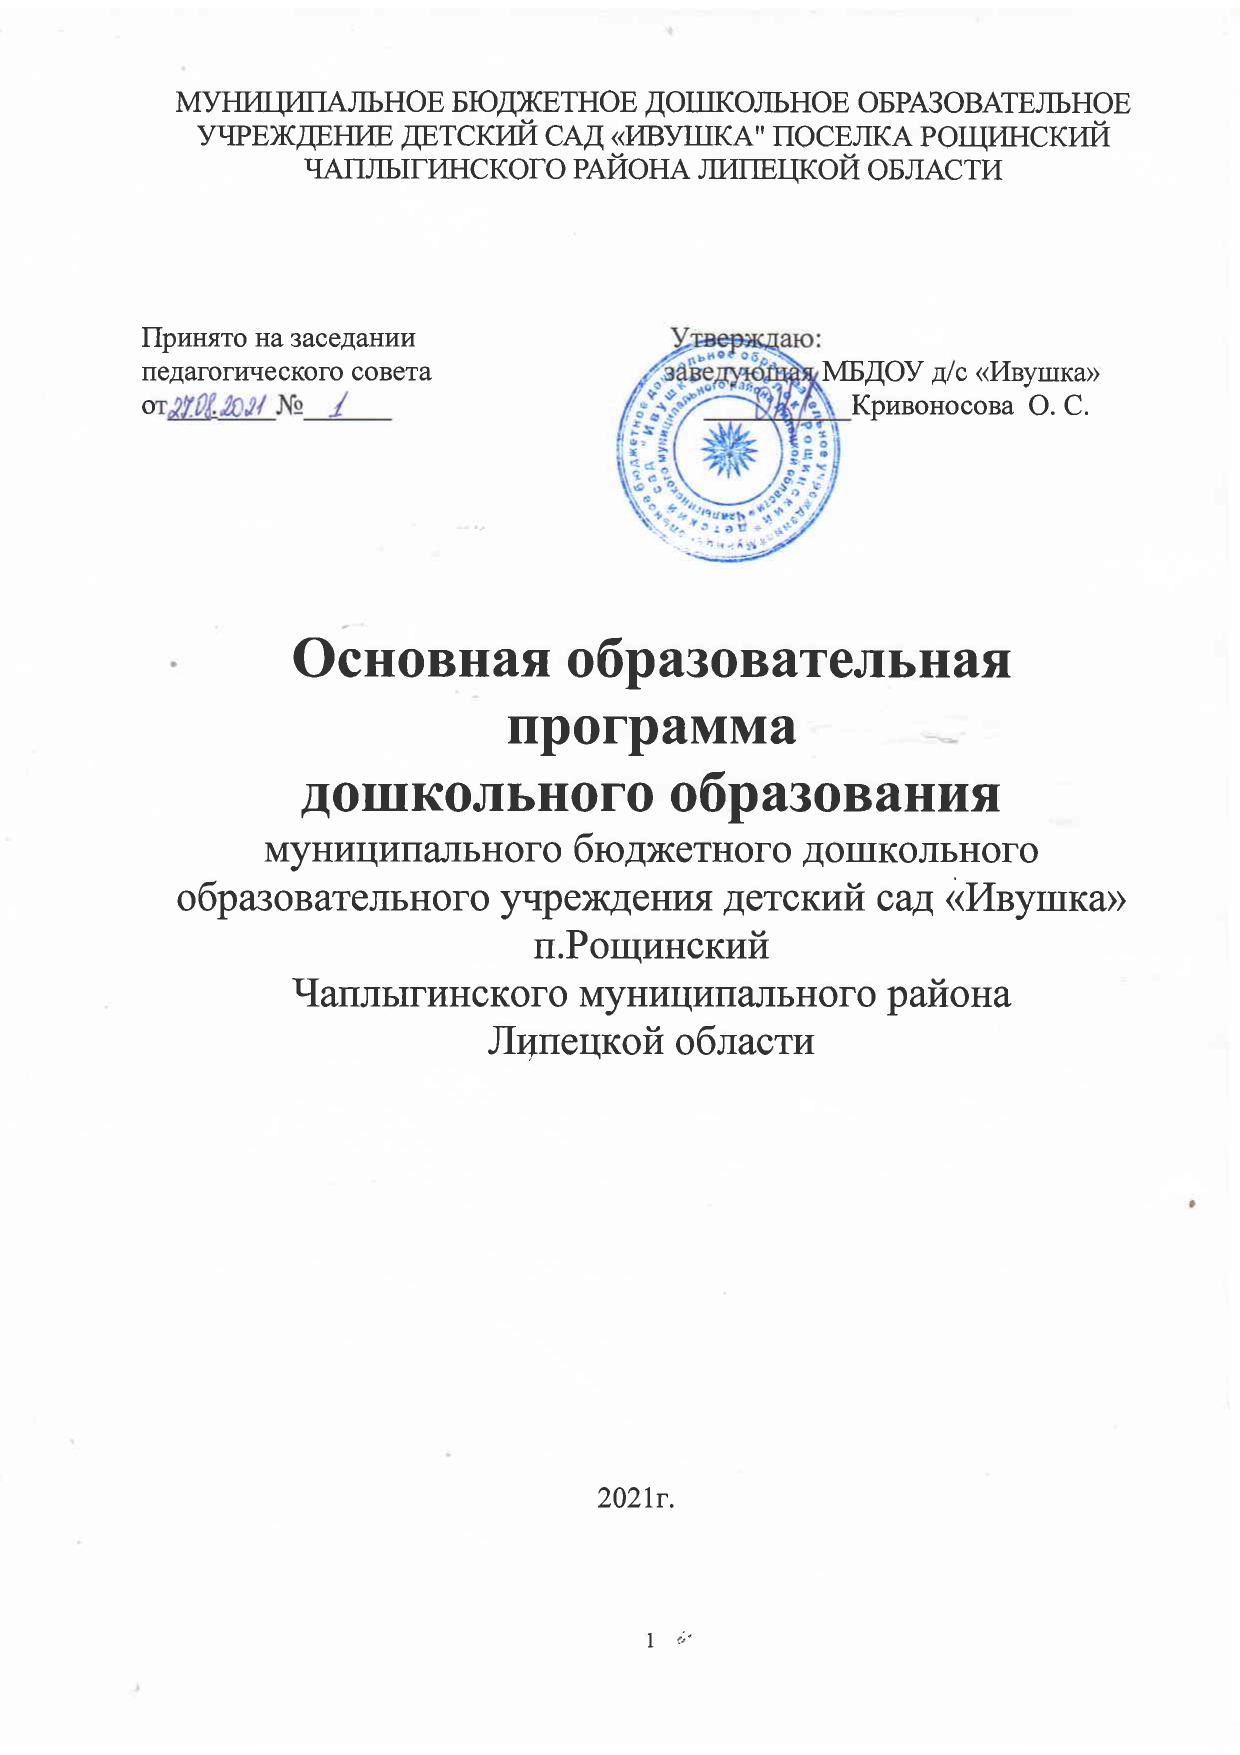 МУНИЦИПАЛЬНОЕ БЮДЖЕТНОЕ ДОШКОЛЬНОЕ ОБРАЗОВАТЕЛЬНОЕ
УЧРЕЖДЕНИЕ ДЕТСКИЙ САД «ИВУШКА" ПОСЕЛКА РОЩИНСКИЙ
ЧАПЛЫГИНСКОГО РАЙОНА ЛИПЕЦКОЙ ОБЛАСТИ
Принято на заседании
педагогического совета
от 27.08.2021 № 1
Утверждаю:
заведующая МБДОУ д/с «Ивушка»
Кривоносова О. С.
Основная образовательная
программа
дошкольного образования
муниципального бюджетного дошкольного
образовательного учреждения детский сад «Ивушка»
п.Рощинский
Чаплыгинского муниципального района
Липецкой области
2021г.
1